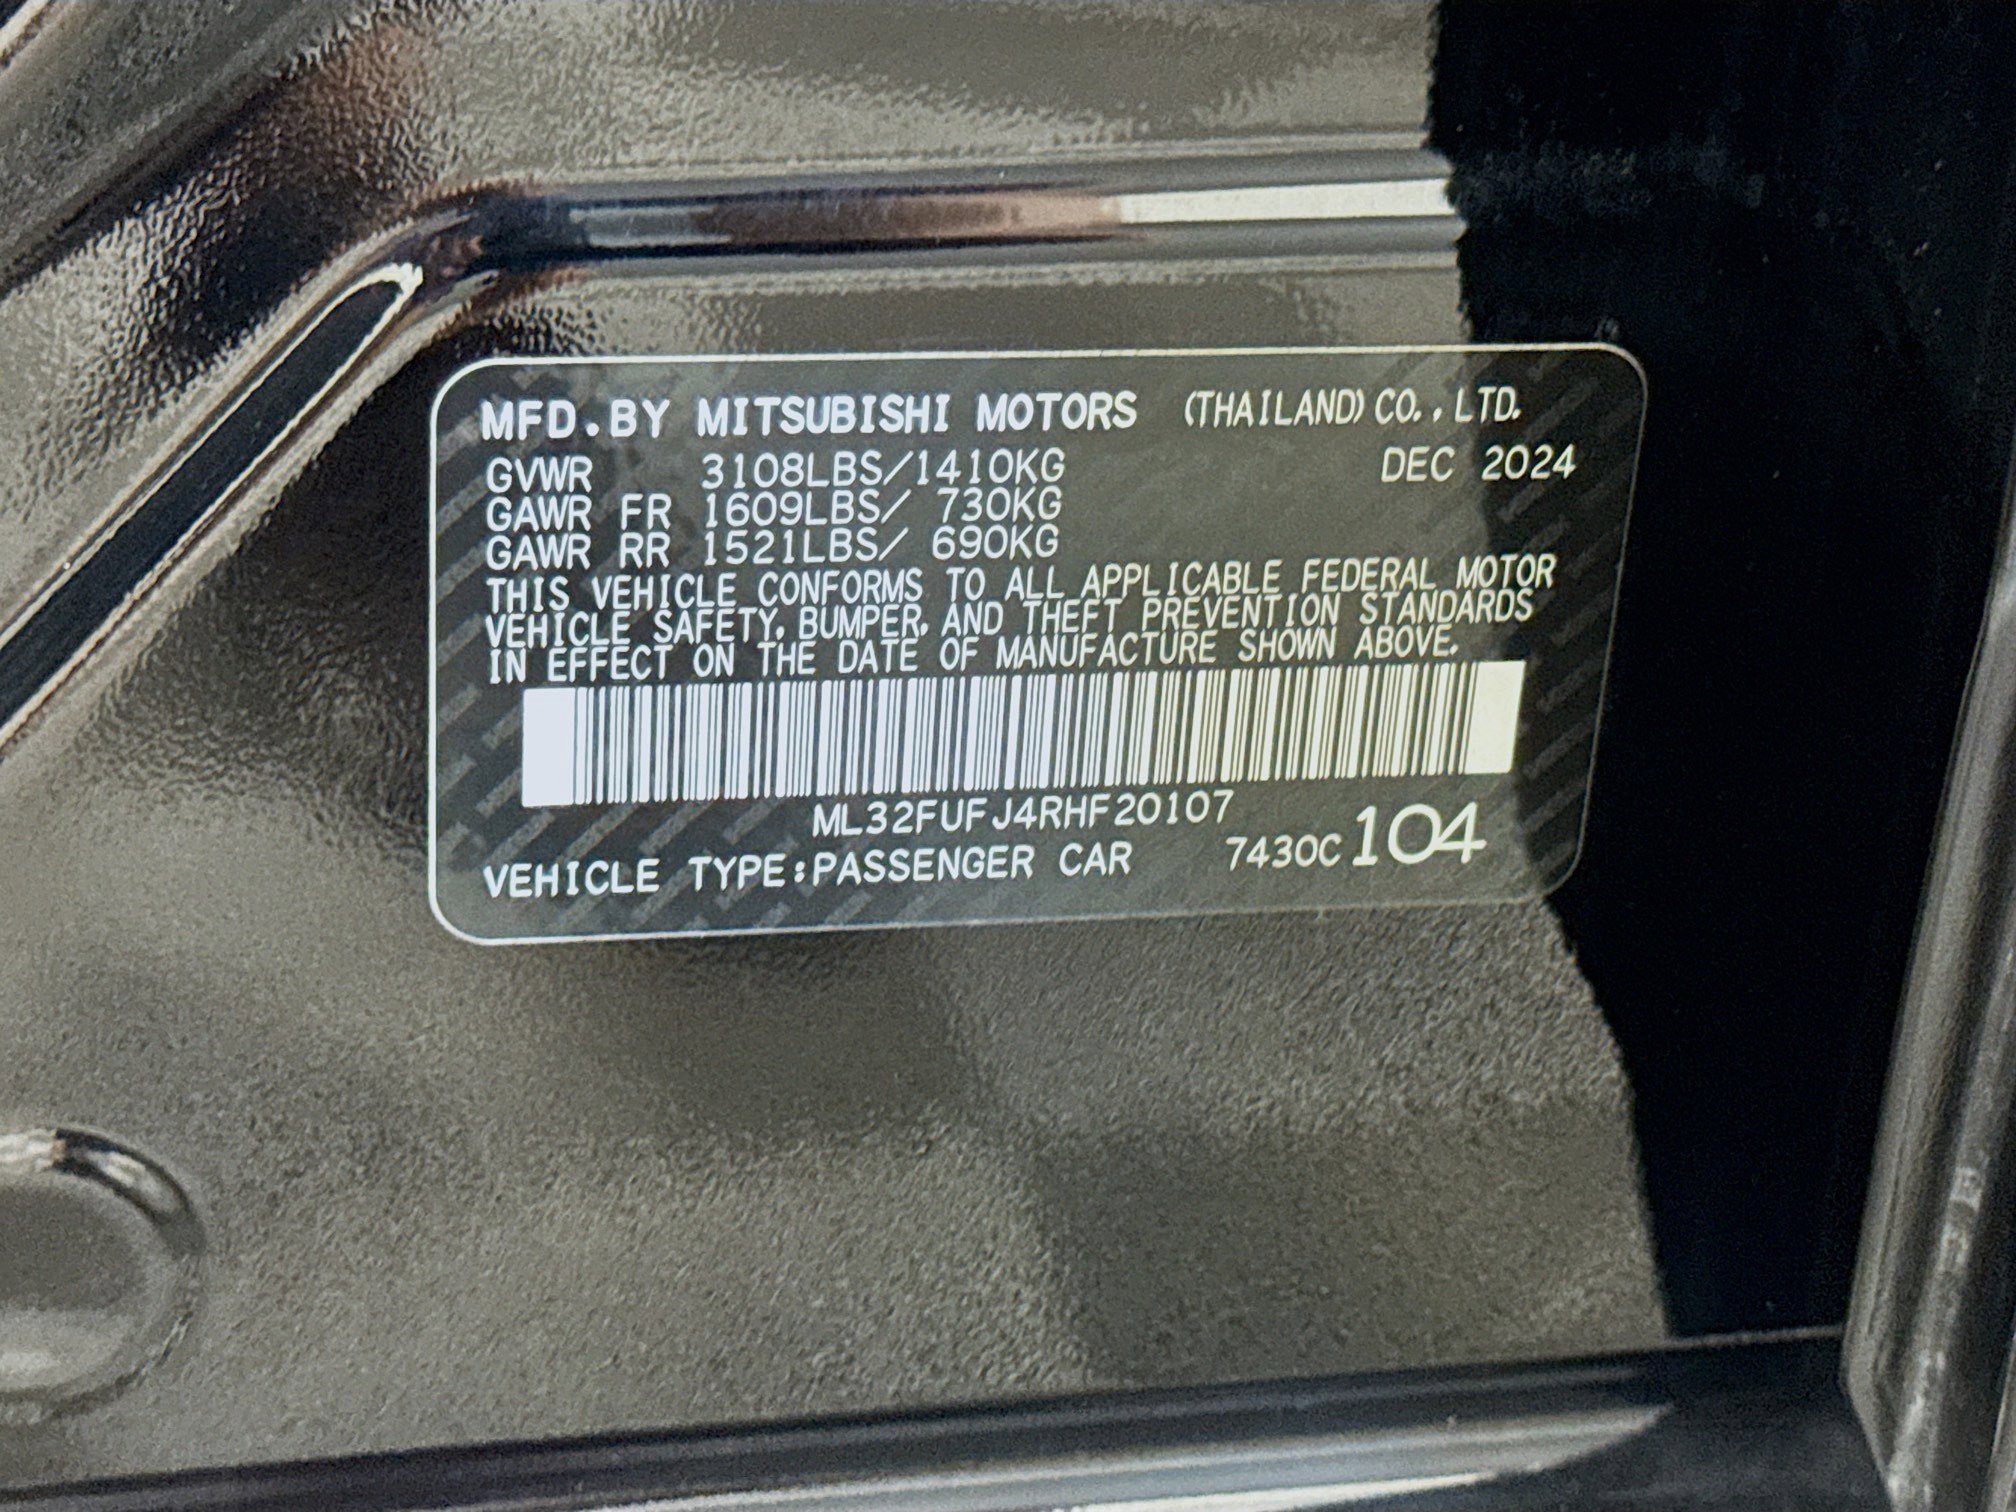 MFD.BY MITSUBISHI MOTORS (THAILAND) CO.,LTD.
GVWR 3108LBS/1410KG DEC 2024
GAWR FR 1609LBS/ 730KG
GAWR RR 1521LBS/ 690KG
THIS VEHICLE CONFORMS TO ALL APPLICABLE FEDERAL MOTOR
VEHICLE SAFETY, BUMPER, AND THEFT PREVENTION STANDARDS
IN EFFECT ON THE DATE OF MANUFACTURE SHOWN ABOVE.
ML32FUFJ4RHF20107
VEHICLE TYPE:PASSENGER CAR 7430C104